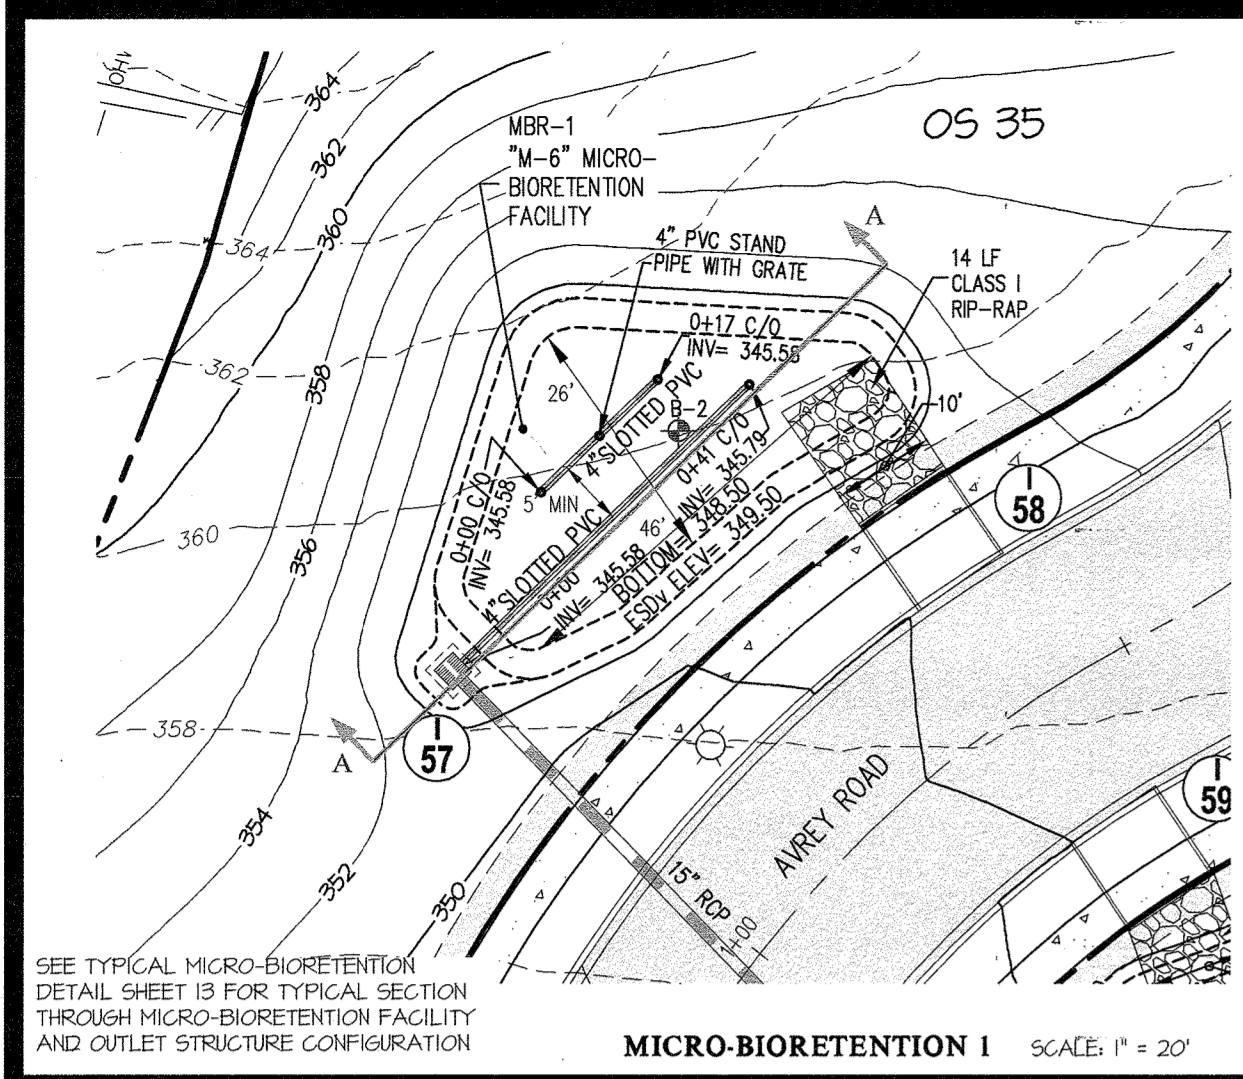 OHW
364
362
360
364
362
360
358
356
358
354
352
350
MBR-1
"M-6" MICRO-
BIORETENTION
FACILITY
OS 35
A
4" PVC STAND
PIPE WITH GRATE
14 LF
CLASS I
RIP-RAP
0+17 C/O
INV= 345.58
26'
4" SLOTTED PVC
B-2
10'
0+41 C/O
INV= 345.79
5' MIN
0+00 C/O
INV= 345.58
46'
4" SLOTTED PVC
0+00
INV= 345.58
BOTTOM= 348.50
ESDv ELEV= 349.50
58
57
A
59
AVREY ROAD
15" RCP
1+00
SEE TYPICAL MICRO-BIORETENTION
DETAIL SHEET 13 FOR TYPICAL SECTION
THROUGH MICRO-BIORETENTION FACILITY
AND OUTLET STRUCTURE CONFIGURATION
MICRO-BIORETENTION 1 SCALE: 1" = 20'